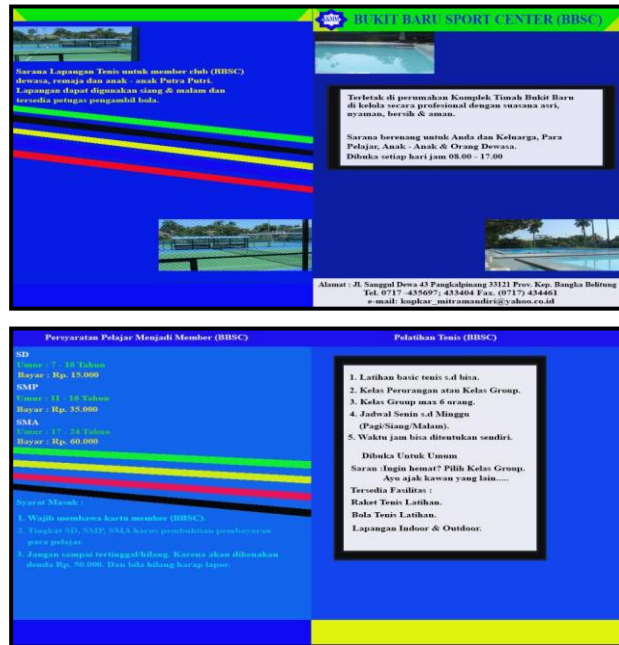 Sarana Lapangan Tenis untuk member club (BBSC)
dewasa, remaja dan anak - anak Putra Putri.
Lapangan dapat digunakan siang & malam dan
tersedia petugas pengambil bola.
BUKIT BARU SPORT CENTER (BBSC)
Terletak di perumahan Komplek Timah Bukit Baru
di kelola secara profesional dengan suasana asri,
nyaman, bersih & aman.
Sarana berenang untuk Anda dan Keluarga, Para
Pelajar, Anak - Anak & Orang Dewasa.
Dibuka setiap hari jam 08.00 - 17.00
Alamat : Jl. Sanggul Dewa 43 Pangkalpinang 33121 Prov. Kep. Bangka Belitung
Tel. 0717 -435697; 433404 Fax. (0717) 434461
e-mail: kopkar_mitramandiri@yahoo.co.id
Persyaratan Pelajar Menjadi Member (BBSC)
SD
Umur : 7 - 10 Tahun
Bayar : Rp. 15.000
SMP
Umur : 11 - 16 Tahun
Bayar : Rp. 35.000
SMA
Umur : 17 - 24 Tahun
Bayar : Rp. 60.000
Syarat Masuk :
1. Wajib membawa kartu member (BBSC).
2. Tingkat SD, SMP, SMA harus pembuktian pembayaran
para pelajar.
3. Jangan sampai tertinggal/hilang. Karena akan dikenakan
denda Rp. 50.000. Dan bila hilang harap lapor.
Pelatihan Tenis (BBSC)
1. Latihan basic tenis s.d bisa.
2. Kelas Perorangan atau Kelas Group.
3. Kelas Group max 6 orang.
4. Jadwal Senin s.d Minggu
(Pagi/Siang/Malam).
5. Waktu jam bisa ditentukan sendiri.
Dibuka Untuk Umum
Saran :Ingin hemat? Pilih Kelas Group.
Ayo ajak kawan yang lain.....
Tersedia Fasilitas :
Raket Tenis Latihan.
Bola Tenis Latihan.
Lapangan Indoor & Outdoor.